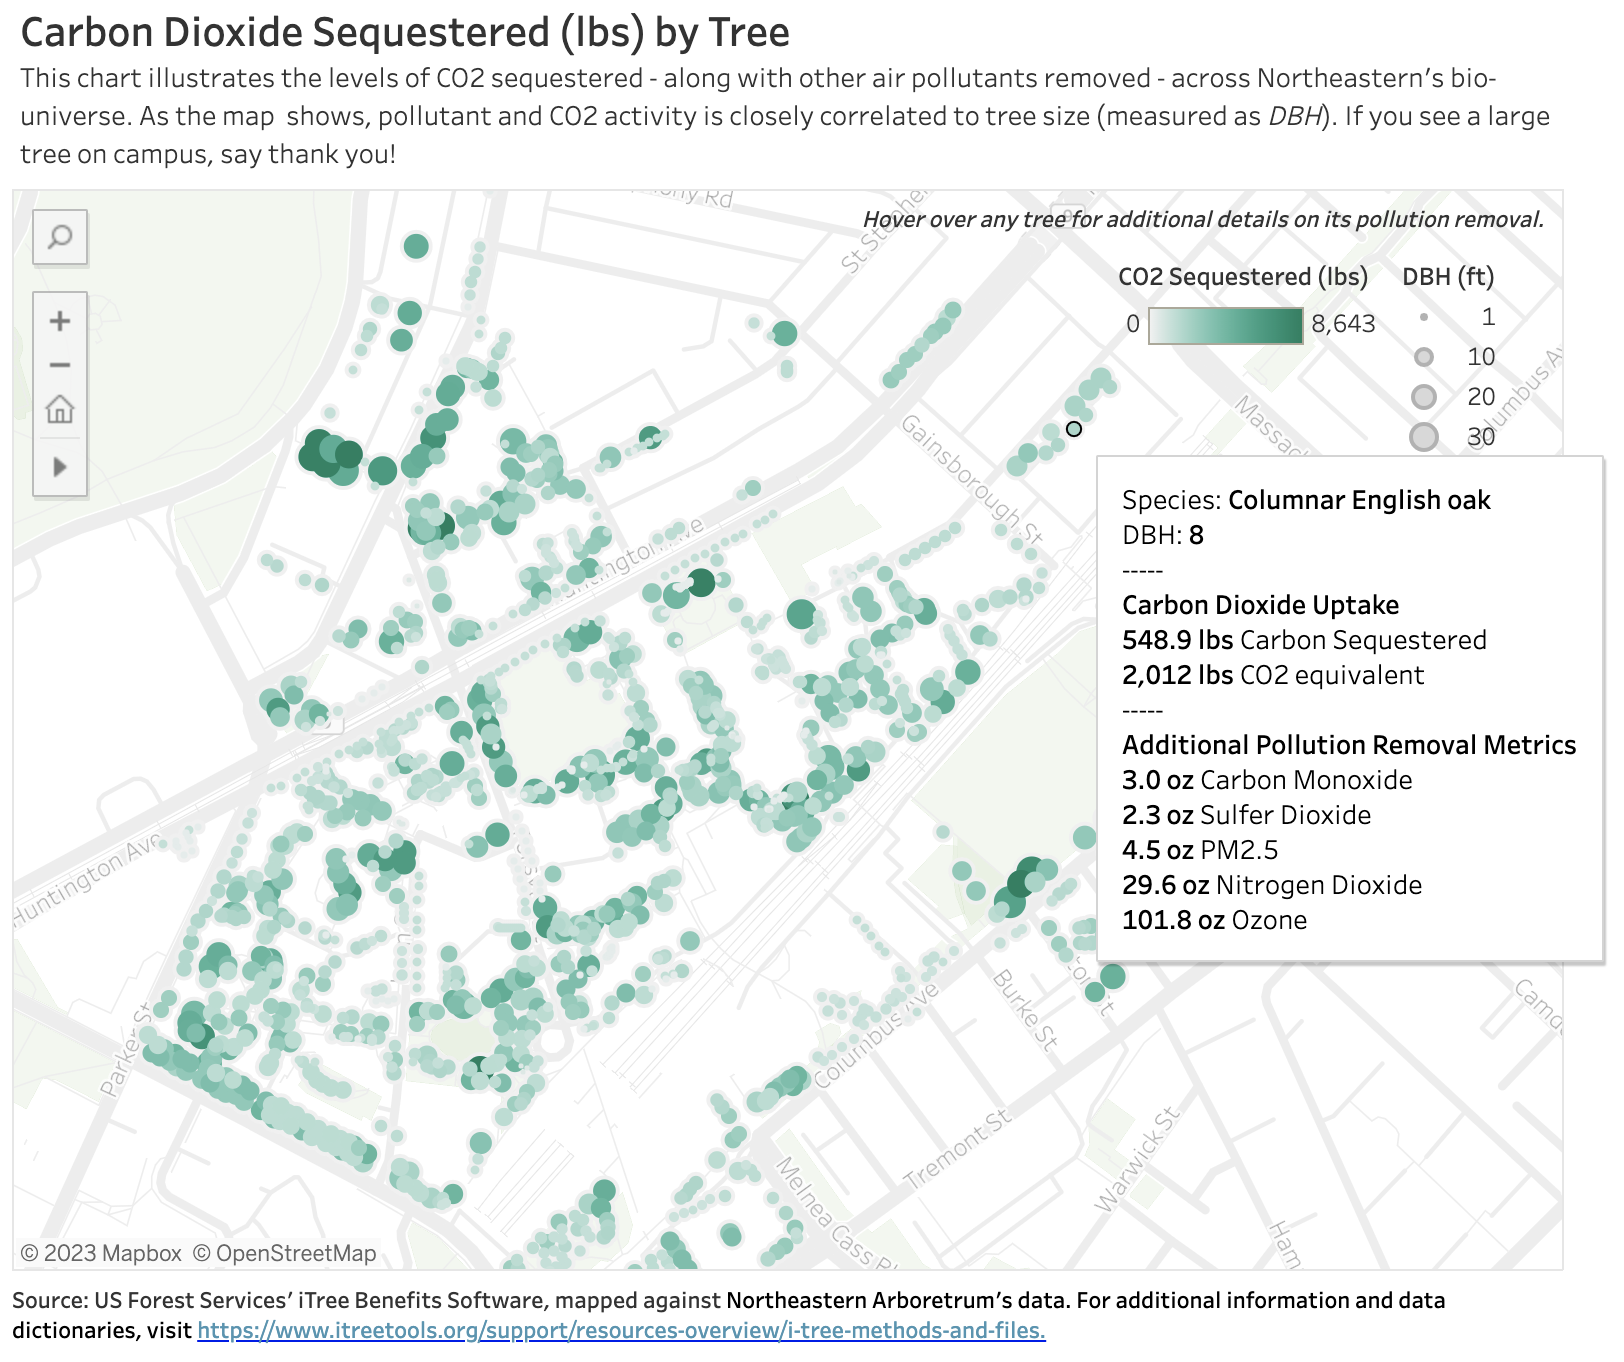 Carbon Dioxide Sequestered (lbs) by Tree
This chart illustrates the levels of CO2 sequestered - along with other air pollutants removed - across Northeastern's bio-
universe. As the map  shows, pollutant and CO2 activity is closely correlated to tree size (measured as DBH). If you see a large
tree on campus, say thank you!
Hover over any tree for additional details on its pollution removal.
CO2 Sequestered (lbs)
0
8,643
DBH (ft)
1
10
20
30
9
St Stephen
Columbus Av
Massac
Gainsborough St
Huntington Ave
Huntington Ave
Parker St
Columbus Ave
Burke St
Tremont St
Warwick St
Melnea Cass Bl
Camd
Ham
Species: Columnar English oak
DBH: 8
-----
Carbon Dioxide Uptake
548.9 lbs Carbon Sequestered
2,012 lbs CO2 equivalent
-----
Additional Pollution Removal Metrics
3.0 oz Carbon Monoxide
2.3 oz Sulfer Dioxide
4.5 oz PM2.5
29.6 oz Nitrogen Dioxide
101.8 oz Ozone
© 2023 Mapbox © OpenStreetMap
Source: US Forest Services' iTree Benefits Software, mapped against Northeastern Arboretrum's data. For additional information and data
dictionaries, visit https://www.itreetools.org/support/resources-overview/i-tree-methods-and-files.